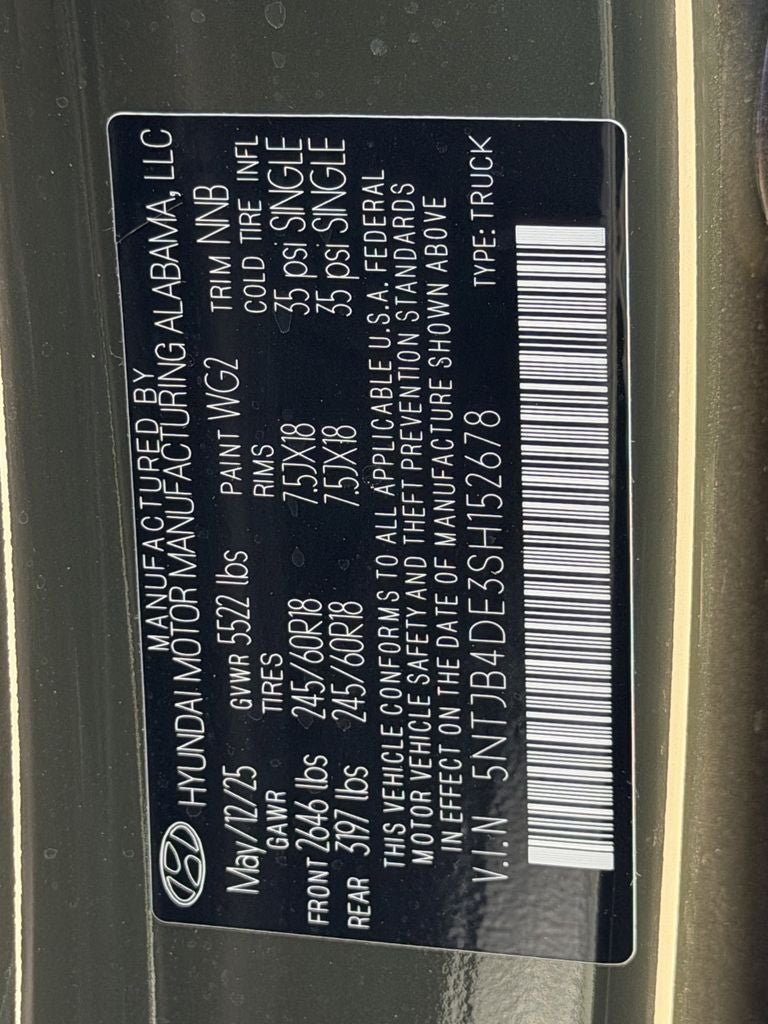 MANUFACTURED BY
HYUNDAI MOTOR MANUFACTURING ALABAMA, LLC
May/12/25 GVWR 5522 lbs PAINT WG2 TRIM NNB
GAWR TIRES RIMS COLD TIRE INFL
FRONT 2646 lbs 245/60R18 7.5JX18 35 psi SINGLE
REAR 3197 lbs 245/60R18 7.5JX18 35 psi SINGLE
THIS VEHICLE CONFORMS TO ALL APPLICABLE U.S.A. FEDERAL
MOTOR VEHICLE SAFETY AND THEFT PREVENTION STANDARDS
IN EFFECT ON THE DATE OF MANUFACTURE SHOWN ABOVE
V.I.N 5NTJB4DE3SH152678 TYPE: TRUCK